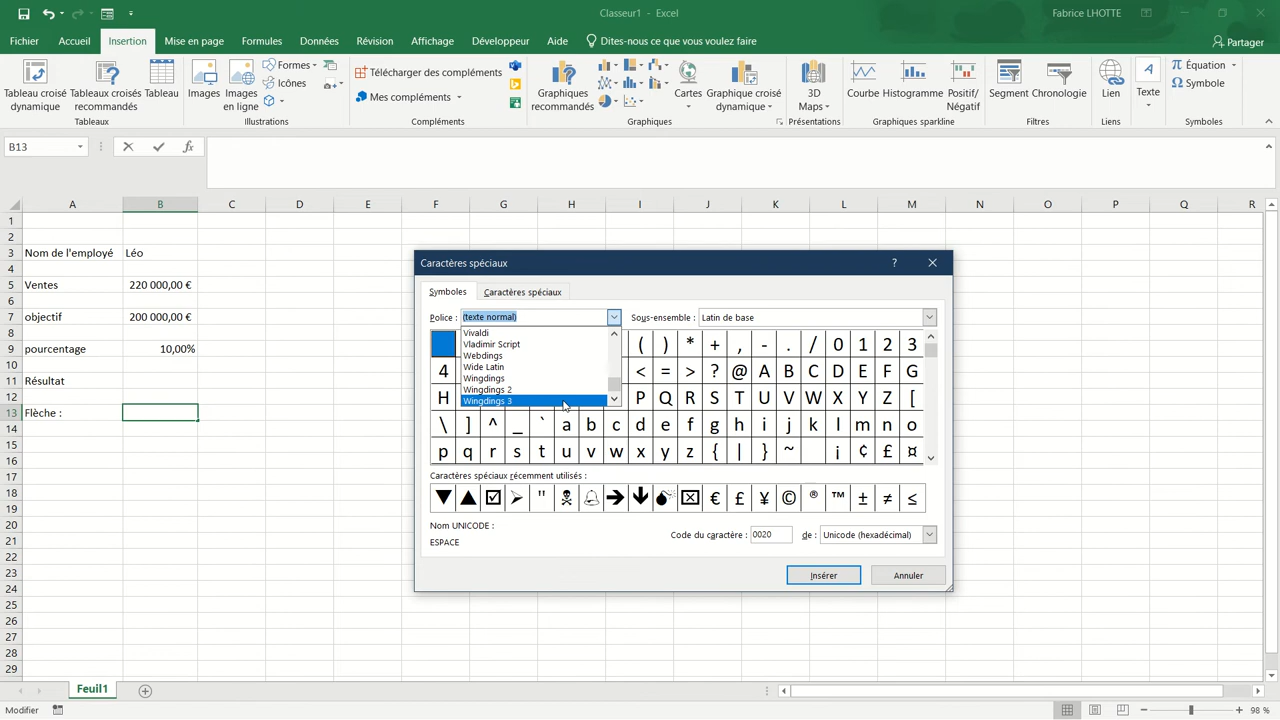 Classeur1 - Excel
Fabrice LHOTTE
Fichier Accueil Insertion Mise en page Formules Données Révision Affichage Développeur Aide Dites-nous ce que vous voulez faire
Partager
Tableau croisé dynamique
Tableaux croisés recommandés
Tableau
Images
Images en ligne
Formes
Icônes
Télécharger des compléments
Mes compléments
Graphiques recommandés
Cartes
Graphique croisé dynamique
3D Maps
Courbe
Histogramme
Positif/ Négatif
Segment
Chronologie
Lien
Texte
Équation
Symbole
Tableaux Illustrations Compléments Graphiques Présentations Graphiques sparkline Filtres Liens Symboles
B13 fx
A B C D E F G H I J K L M N O P Q R
1
2
3 Nom de l'employé Léo
4
5 Ventes 220 000,00 €
6
7 objectif 200 000,00 €
8
9 pourcentage 10,00%
10
11 Résultat
12
13 Flèche :
14
15
16
17
18
19
20
21
22
23
24
25
26
27
28
29
Caractères spéciaux ?
Symboles Caractères spéciaux
Police : (texte normal) Sous-ensemble : Latin de base
Vivaldi
Vladimir Script
Webdings
Wide Latin
Wingdings
Wingdings 2
Wingdings 3
( ) * + , - . / 0 1 2 3
4 < = > ? @ A B C D E F G
H P Q R S T U V W X Y Z [
\ ] ^ _ ` a b c d e f g h i j k l m n o
p q r s t u v w x y z { | } ~ ¡ ¢ £ ¤
Caractères spéciaux récemment utilisés :
▼ ▲ ☑ ➢ " ☠ 🔔 ➔ 🡇 💣 ☒ € £ ¥ © ® ™ ± ≠ ≤
Nom UNICODE :
ESPACE
Code du caractère : 0020 de : Unicode (hexadécimal)
Insérer Annuler
Feuil1
Modifier
98 %